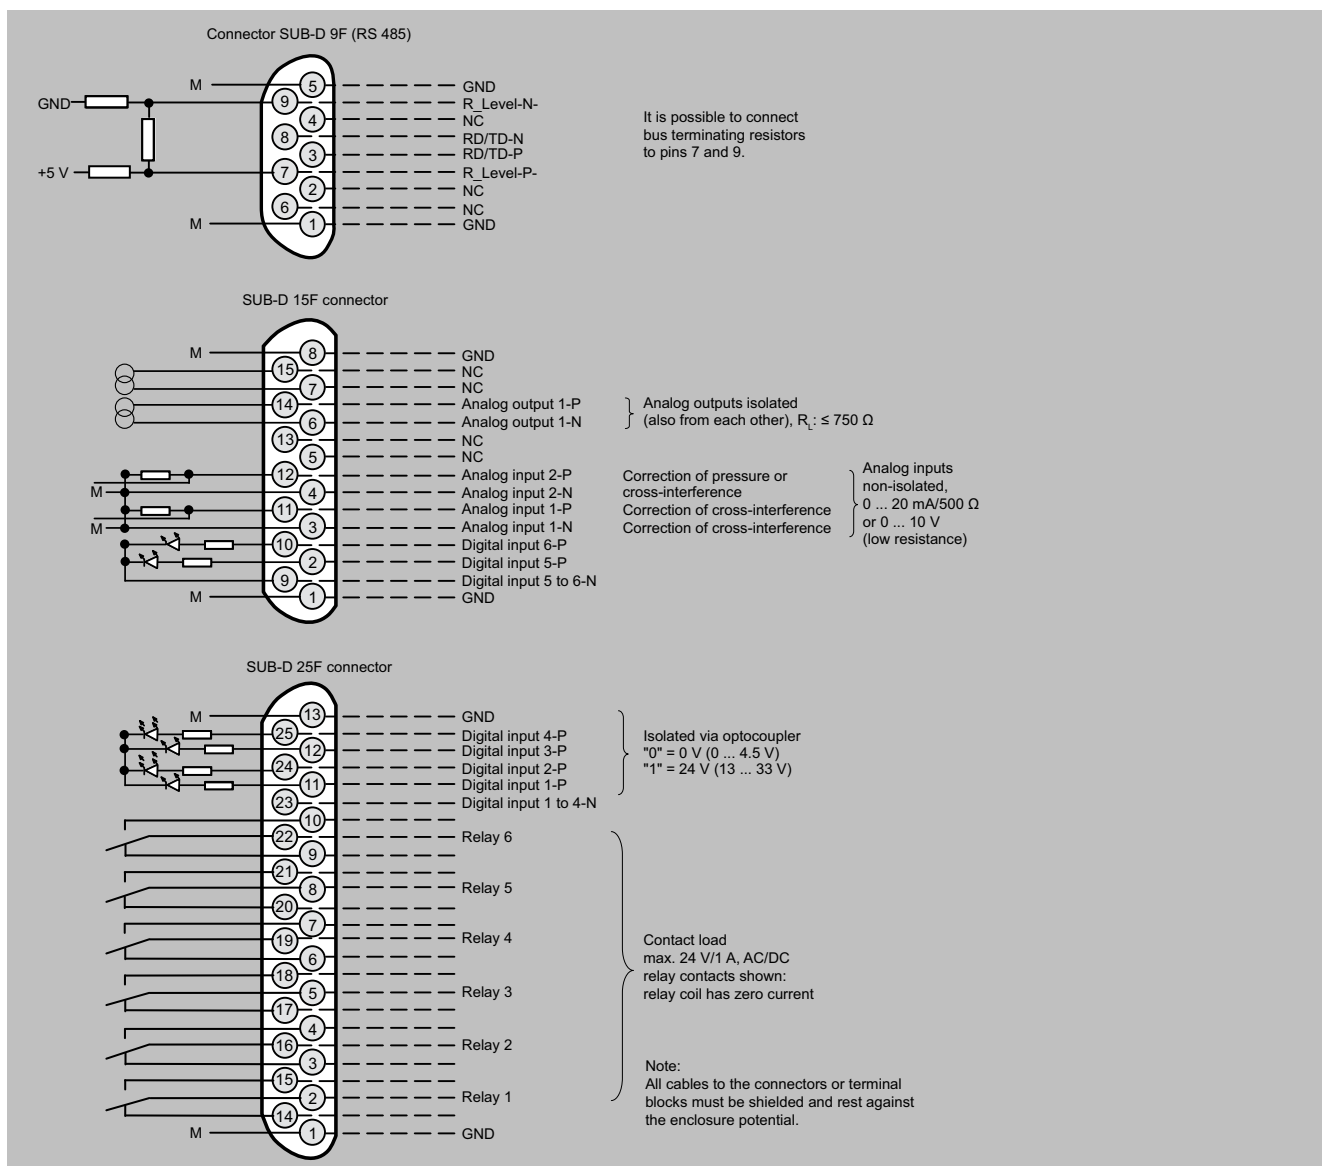 Connector SUB-D 9F (RS 485)
M 5 GND
GND 9 R_Level-N-
4 NC
8 RD/TD-N
3 RD/TD-P
+5 V 7 R_Level-P-
2 NC
6 NC
M 1 GND
It is possible to connect
bus terminating resistors
to pins 7 and 9.
SUB-D 15F connector
M 8 GND
15 NC
7 NC
14 Analog output 1-P
6 Analog output 1-N
13 NC
5 NC
12 Analog input 2-P
M 4 Analog input 2-N
11 Analog input 1-P
M 3 Analog input 1-N
10 Digital input 6-P
2 Digital input 5-P
9 Digital input 5 to 6-N
M 1 GND
Analog outputs isolated
(also from each other), RL: ≤ 750 Ω
Correction of pressure or
cross-interference
Correction of cross-interference
Correction of cross-interference
Analog inputs
non-isolated,
0 ... 20 mA/500 Ω
or 0 ... 10 V
(low resistance)
SUB-D 25F connector
M 13 GND
25 Digital input 4-P
12 Digital input 3-P
24 Digital input 2-P
11 Digital input 1-P
23 Digital input 1 to 4-N
10
22 Relay 6
9
21
8 Relay 5
20
7
19 Relay 4
6
18
5 Relay 3
17
4
16 Relay 2
3
15
2 Relay 1
14
M 1 GND
Isolated via optocoupler
"0" = 0 V (0 ... 4.5 V)
"1" = 24 V (13 ... 33 V)
Contact load
max. 24 V/1 A, AC/DC
relay contacts shown:
relay coil has zero current
Note:
All cables to the connectors or terminal
blocks must be shielded and rest against
the enclosure potential.